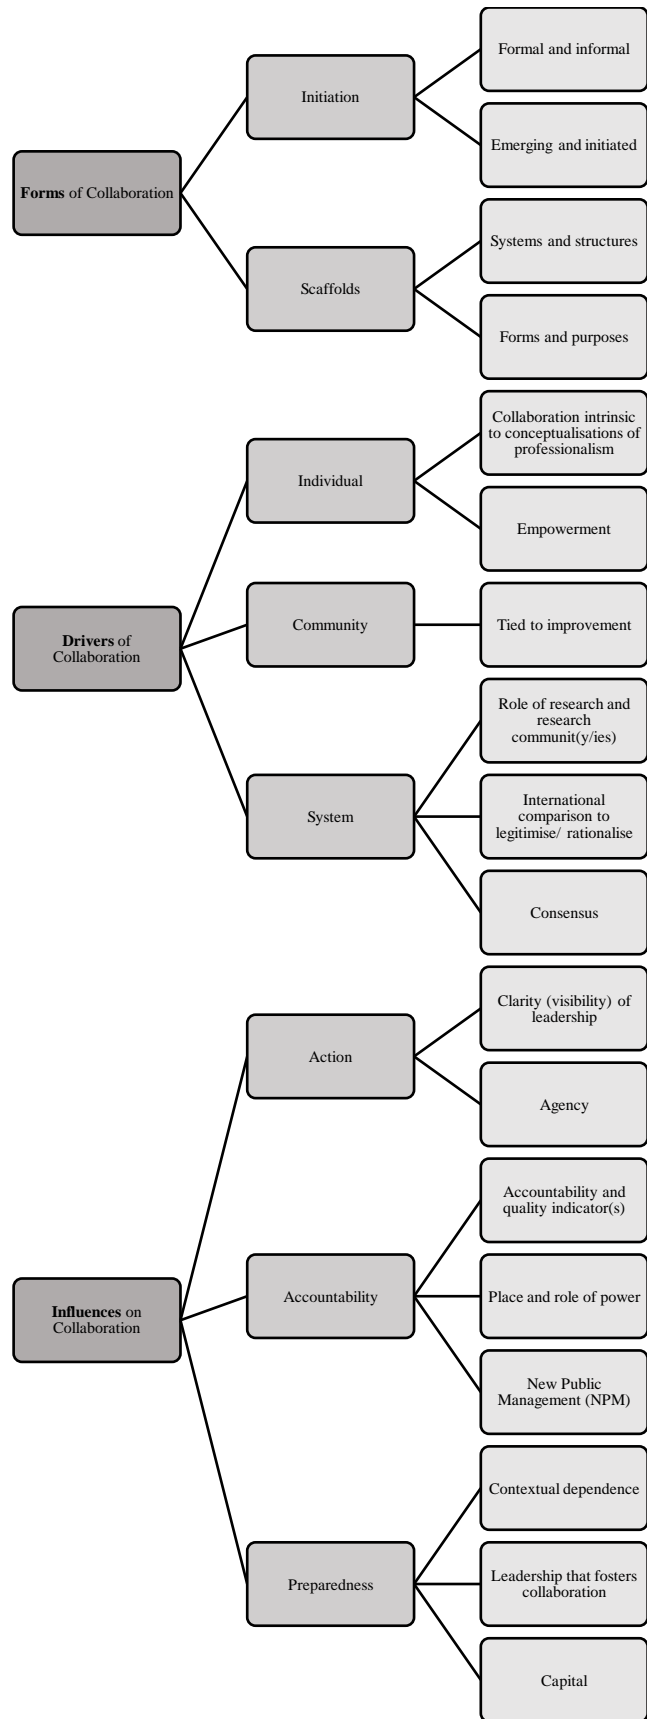 Forms of Collaboration
Initiation
Formal and informal
Emerging and initiated
Scaffolds
Systems and structures
Forms and purposes
Drivers of
Collaboration
Individual
Collaboration intrinsic
to conceptualisations of
professionalism
Empowerment
Community
Tied to improvement
System
Role of research and
research
communit(y/ies)
International
comparison to
legitimise/ rationalise
Consensus
Influences on
Collaboration
Action
Clarity (visibility) of
leadership
Agency
Accountability
Accountability and
quality indicator(s)
Place and role of power
New Public
Management (NPM)
Preparedness
Contextual dependence
Leadership that fosters
collaboration
Capital